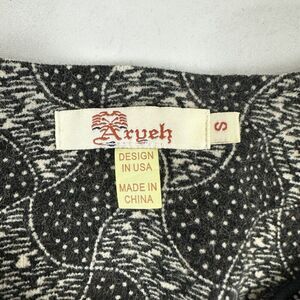 Aryeh
S
DESIGN
IN USA
MADE IN
CHINA